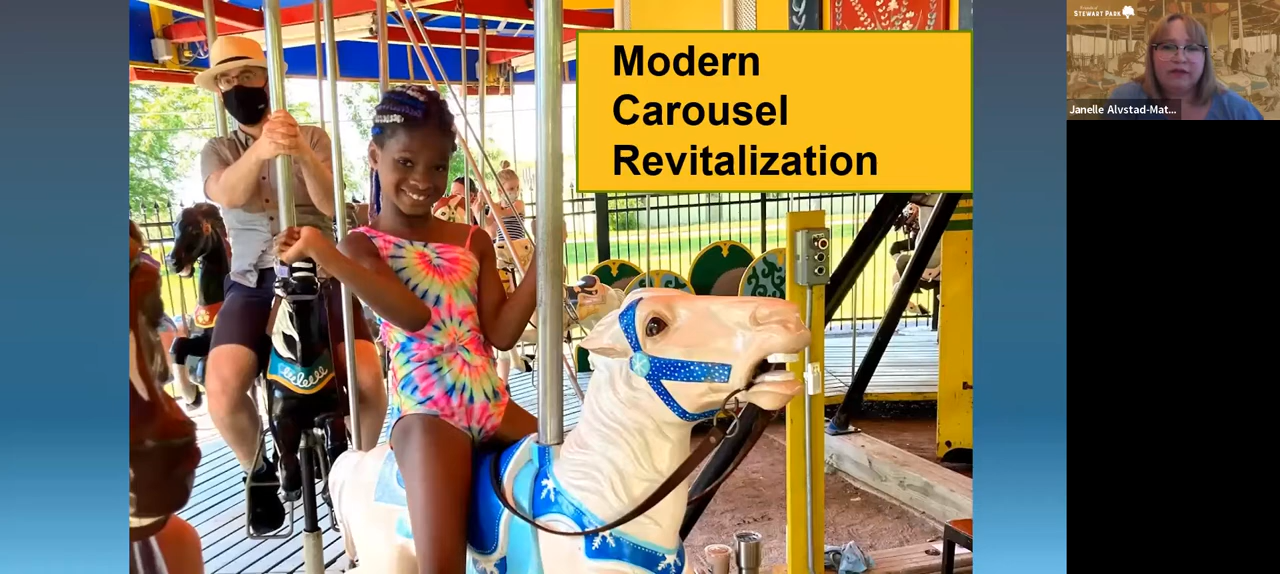 Modern
Carousel
Revitalization
STEWART PARK
Janelle Alvstad-Mat...